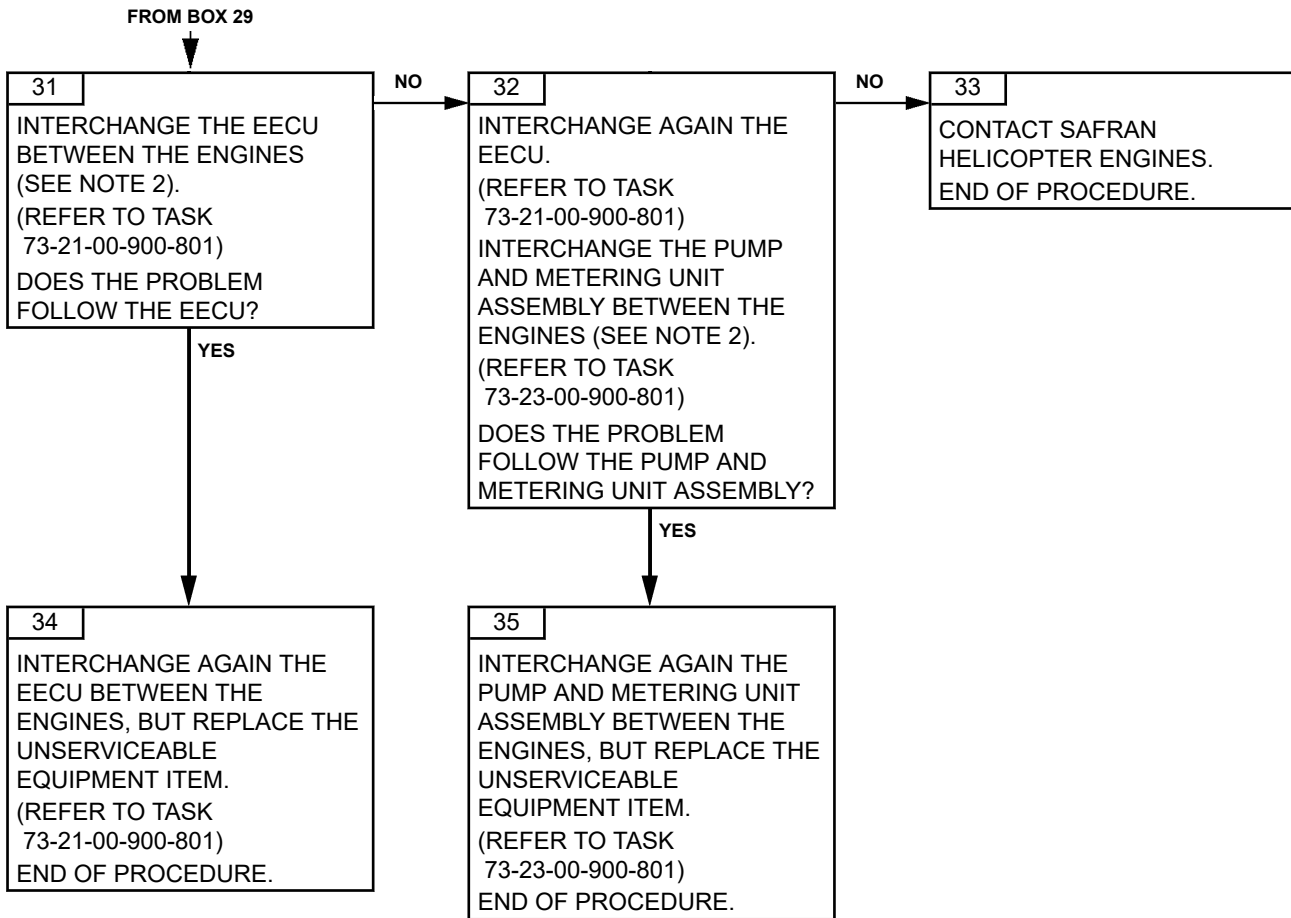 FROM BOX 29
31
INTERCHANGE THE EECU
BETWEEN THE ENGINES
(SEE NOTE 2).
(REFER TO TASK
73-21-00-900-801)
DOES THE PROBLEM
FOLLOW THE EECU?
NO
YES
32
INTERCHANGE AGAIN THE
EECU.
(REFER TO TASK
73-21-00-900-801)
INTERCHANGE THE PUMP
AND METERING UNIT
ASSEMBLY BETWEEN THE
ENGINES (SEE NOTE 2).
(REFER TO TASK
73-23-00-900-801)
DOES THE PROBLEM
FOLLOW THE PUMP AND
METERING UNIT ASSEMBLY?
NO
YES
33
CONTACT SAFRAN
HELICOPTER ENGINES.
END OF PROCEDURE.
34
INTERCHANGE AGAIN THE
EECU BETWEEN THE
ENGINES, BUT REPLACE THE
UNSERVICEABLE
EQUIPMENT ITEM.
(REFER TO TASK
73-21-00-900-801)
END OF PROCEDURE.
35
INTERCHANGE AGAIN THE
PUMP AND METERING UNIT
ASSEMBLY BETWEEN THE
ENGINES, BUT REPLACE THE
UNSERVICEABLE
EQUIPMENT ITEM.
(REFER TO TASK
73-23-00-900-801)
END OF PROCEDURE.